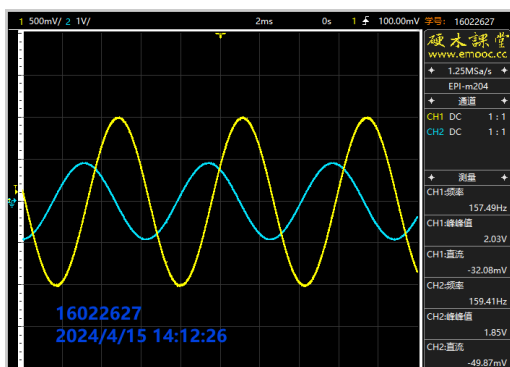 1 500mV/ 2 1V/ 2ms 0s 1 100.00mV 学号: 16022627
硬木課堂
www.emooc.cc
1.25MSa/s
EPI-m204
通道
CH1 DC 1 : 1
CH2 DC 1 : 1
测量
CH1:频率
157.49Hz
CH1:峰峰值
2.03V
CH1:直流
-32.08mV
CH2:频率
159.41Hz
CH2:峰峰值
1.85V
CH2:直流
-49.87mV
16022627
2024/4/15 14:12:26